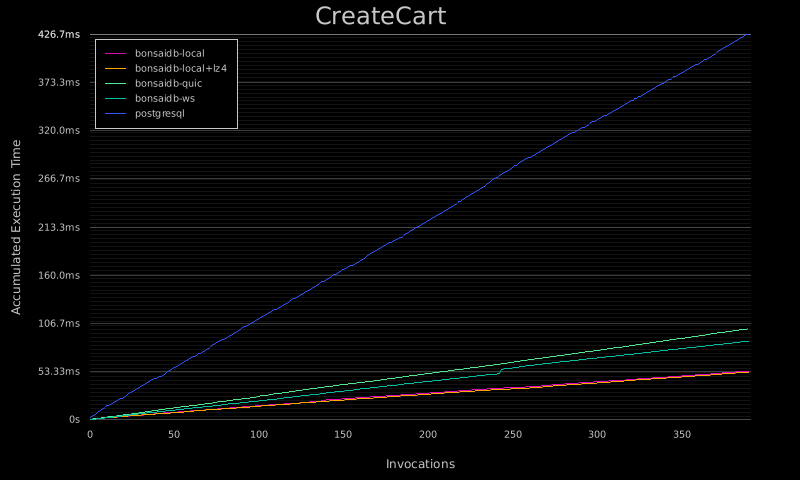 CreateCart
426.7ms
373.3ms
320.0ms
266.7ms
213.3ms
160.0ms
106.7ms
53.33ms
0s
bonsaidb-local
bonsaidb-local+lz4
bonsaidb-quic
bonsaidb-ws
postgresql
Accumulated Execution Time
0 50 100 150 200 250 300 350
Invocations